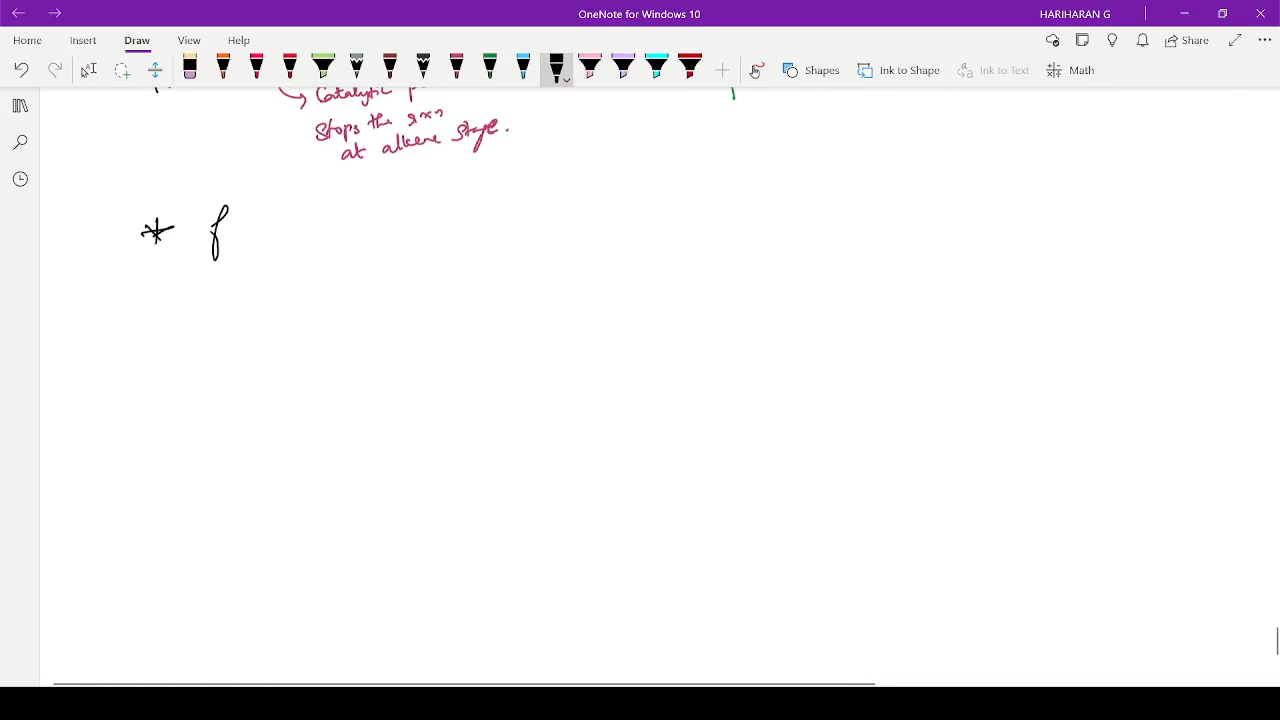 OneNote for Windows 10
HARIHARAN G
Home Insert Draw View Help
Share
Shapes Ink to Shape Ink to Text Math
Catalytic
Stops the rxn
at alkene stage.
* f